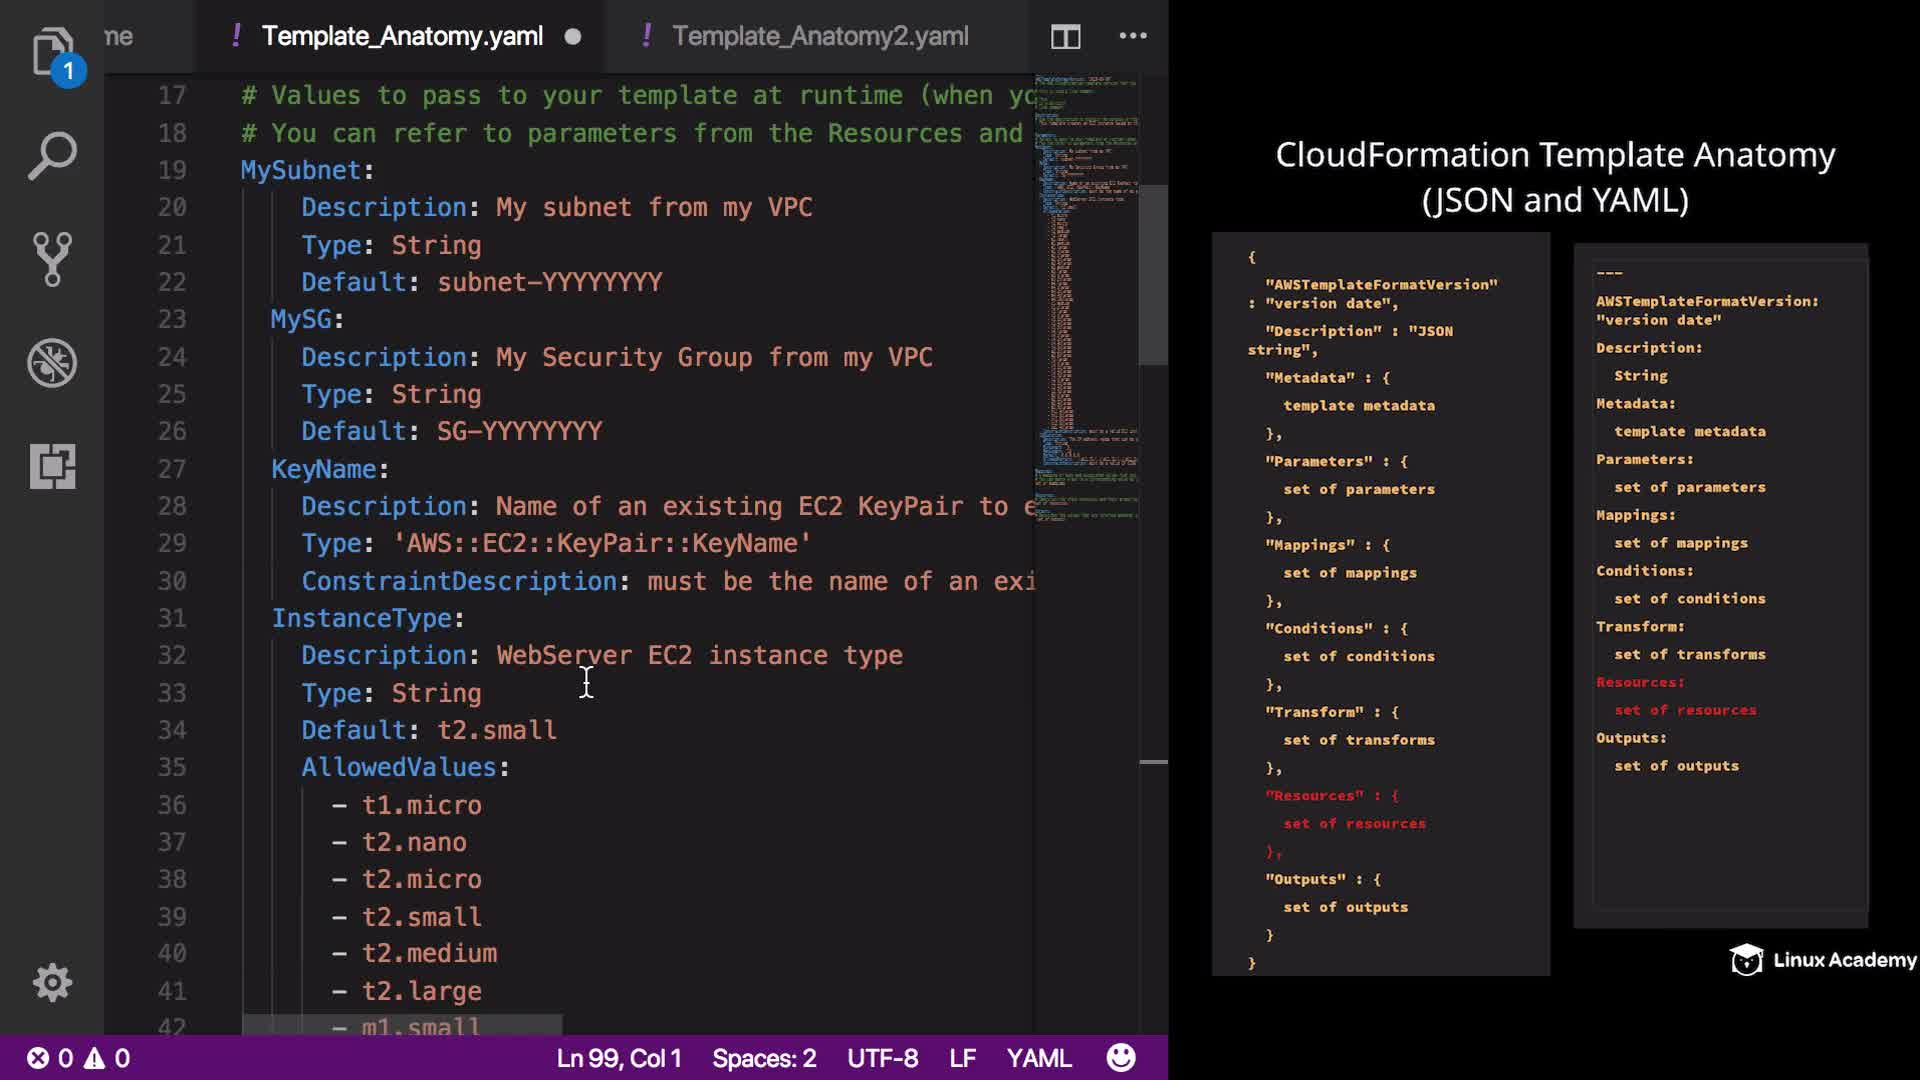 me
! Template_Anatomy.yaml
! Template_Anatomy2.yaml
1
17 # Values to pass to your template at runtime (when yo
18 # You can refer to parameters from the Resources and
19 MySubnet:
20 Description: My subnet from my VPC
21 Type: String
22 Default: subnet-YYYYYYYY
23 MySG:
24 Description: My Security Group from my VPC
25 Type: String
26 Default: SG-YYYYYYYY
27 KeyName:
28 Description: Name of an existing EC2 KeyPair to e
29 Type: 'AWS::EC2::KeyPair::KeyName'
30 ConstraintDescription: must be the name of an exi
31 InstanceType:
32 Description: WebServer EC2 instance type
33 Type: String
34 Default: t2.small
35 AllowedValues:
36 - t1.micro
37 - t2.nano
38 - t2.micro
39 - t2.small
40 - t2.medium
41 - t2.large
42 - m1.small
0 0
Ln 99, Col 1
Spaces: 2
UTF-8
LF
YAML
CloudFormation Template Anatomy
(JSON and YAML)
{
"AWSTemplateFormatVersion"
: "version date",
"Description" : "JSON
string",
"Metadata" : {
template metadata
},
"Parameters" : {
set of parameters
},
"Mappings" : {
set of mappings
},
"Conditions" : {
set of conditions
},
"Transform" : {
set of transforms
},
"Resources" : {
set of resources
},
"Outputs" : {
set of outputs
}
}
---
AWSTemplateFormatVersion:
"version date"
Description:
String
Metadata:
template metadata
Parameters:
set of parameters
Mappings:
set of mappings
Conditions:
set of conditions
Transform:
set of transforms
Resources:
set of resources
Outputs:
set of outputs
Linux Academy